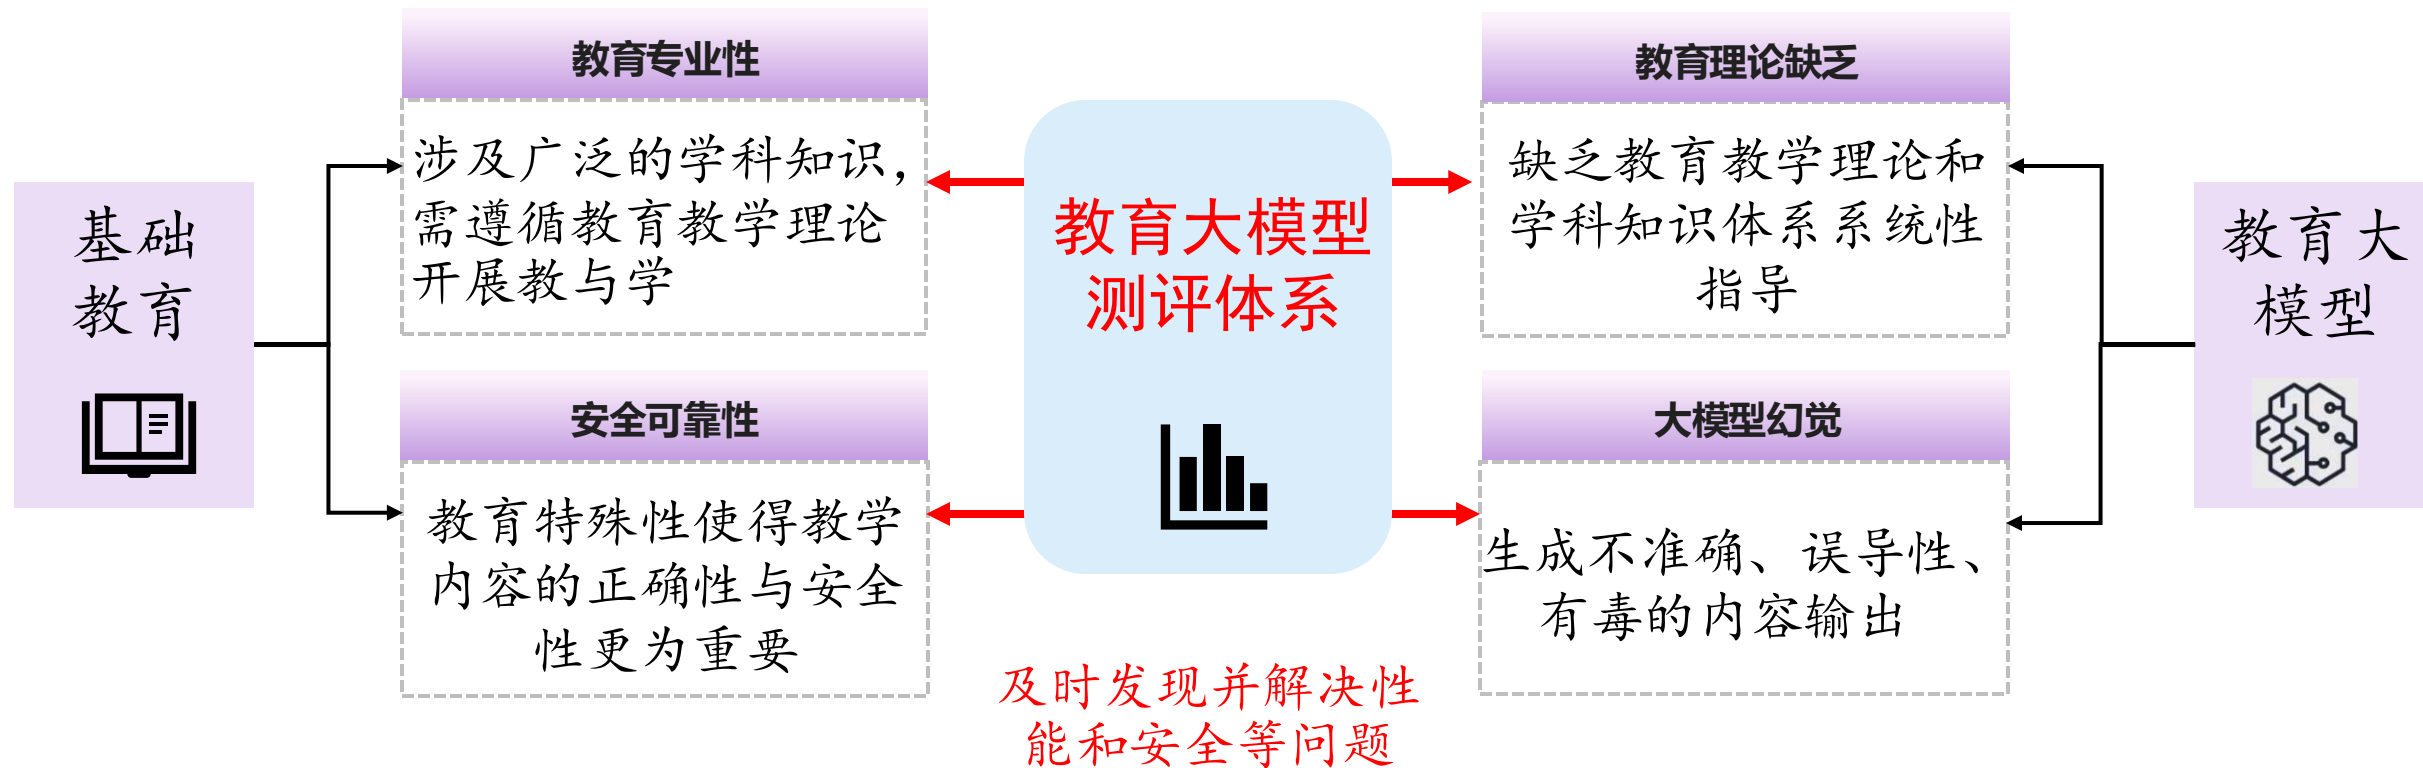 基础
教育
教育专业性
涉及广泛的学科知识，
需遵循教育教学理论
开展教与学
安全可靠性
教育特殊性使得教学
内容的正确性与安全
性更为重要
教育大模型
测评体系
及时发现并解决性
能和安全等问题
教育理论缺乏
缺乏教育教学理论和
学科知识体系系统性
指导
大模型幻觉
生成不准确、误导性、
有毒的内容输出
教育大
模型